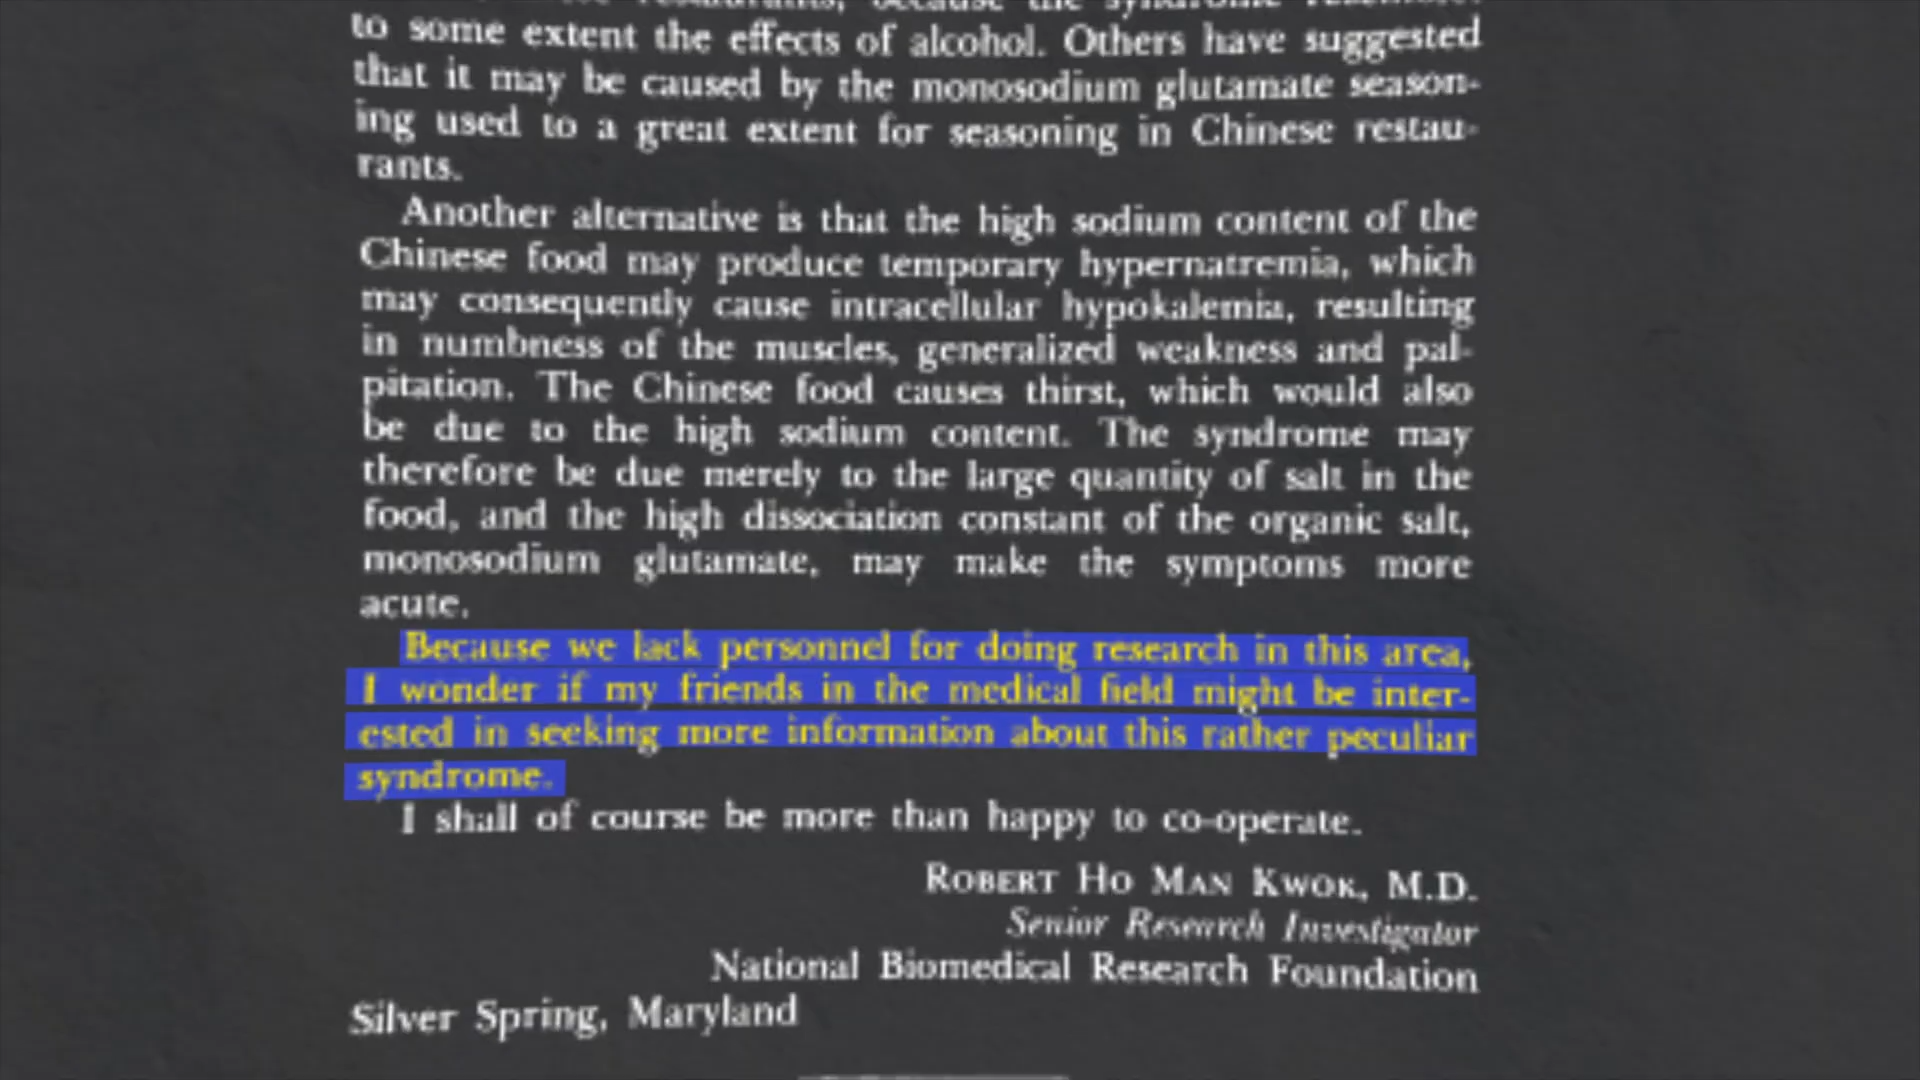 to some extent the effects of alcohol. Others have suggested
that it may be caused by the monosodium glutamate season-
ing used to a great extent for seasoning in Chinese restau-
rants.
Another alternative is that the high sodium content of the
Chinese food may produce temporary hypernatremia, which
may consequently cause intracellular hypokalemia, resulting
in numbness of the muscles, generalized weakness and pal-
pitation. The Chinese food causes thirst, which would also
be due to the high sodium content. The syndrome may
therefore be due merely to the large quantity of salt in the
food, and the high dissociation constant of the organic salt,
monosodium glutamate, may make the symptoms more
acute.
Because we lack personnel for doing research in this area,
I wonder if my friends in the medical field might be inter-
ested in seeking more information about this rather peculiar
syndrome.
I shall of course be more than happy to co-operate.
ROBERT HO MAN KWOK, M.D.
Senior Research Investigator
National Biomedical Research Foundation
Silver Spring, Maryland